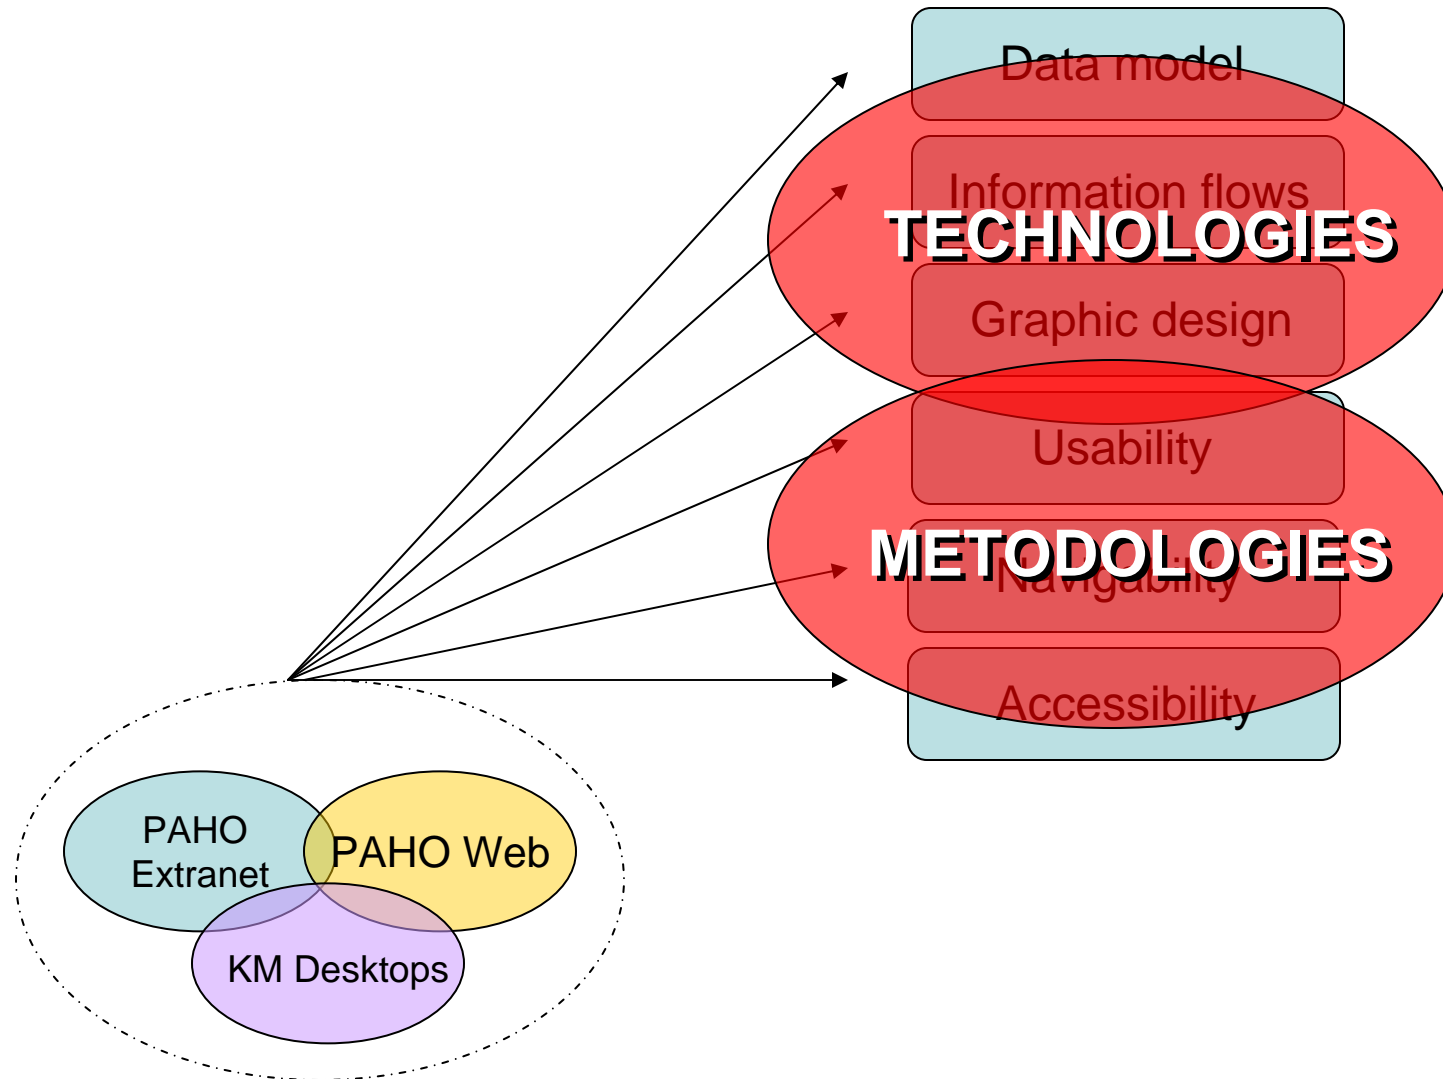 Data model
Information flows
TECHNOLOGIES
Graphic design
Usability
METODOLOGIES
Navigability
Accessibility
PAHO
Extranet
PAHO Web
KM Desktops